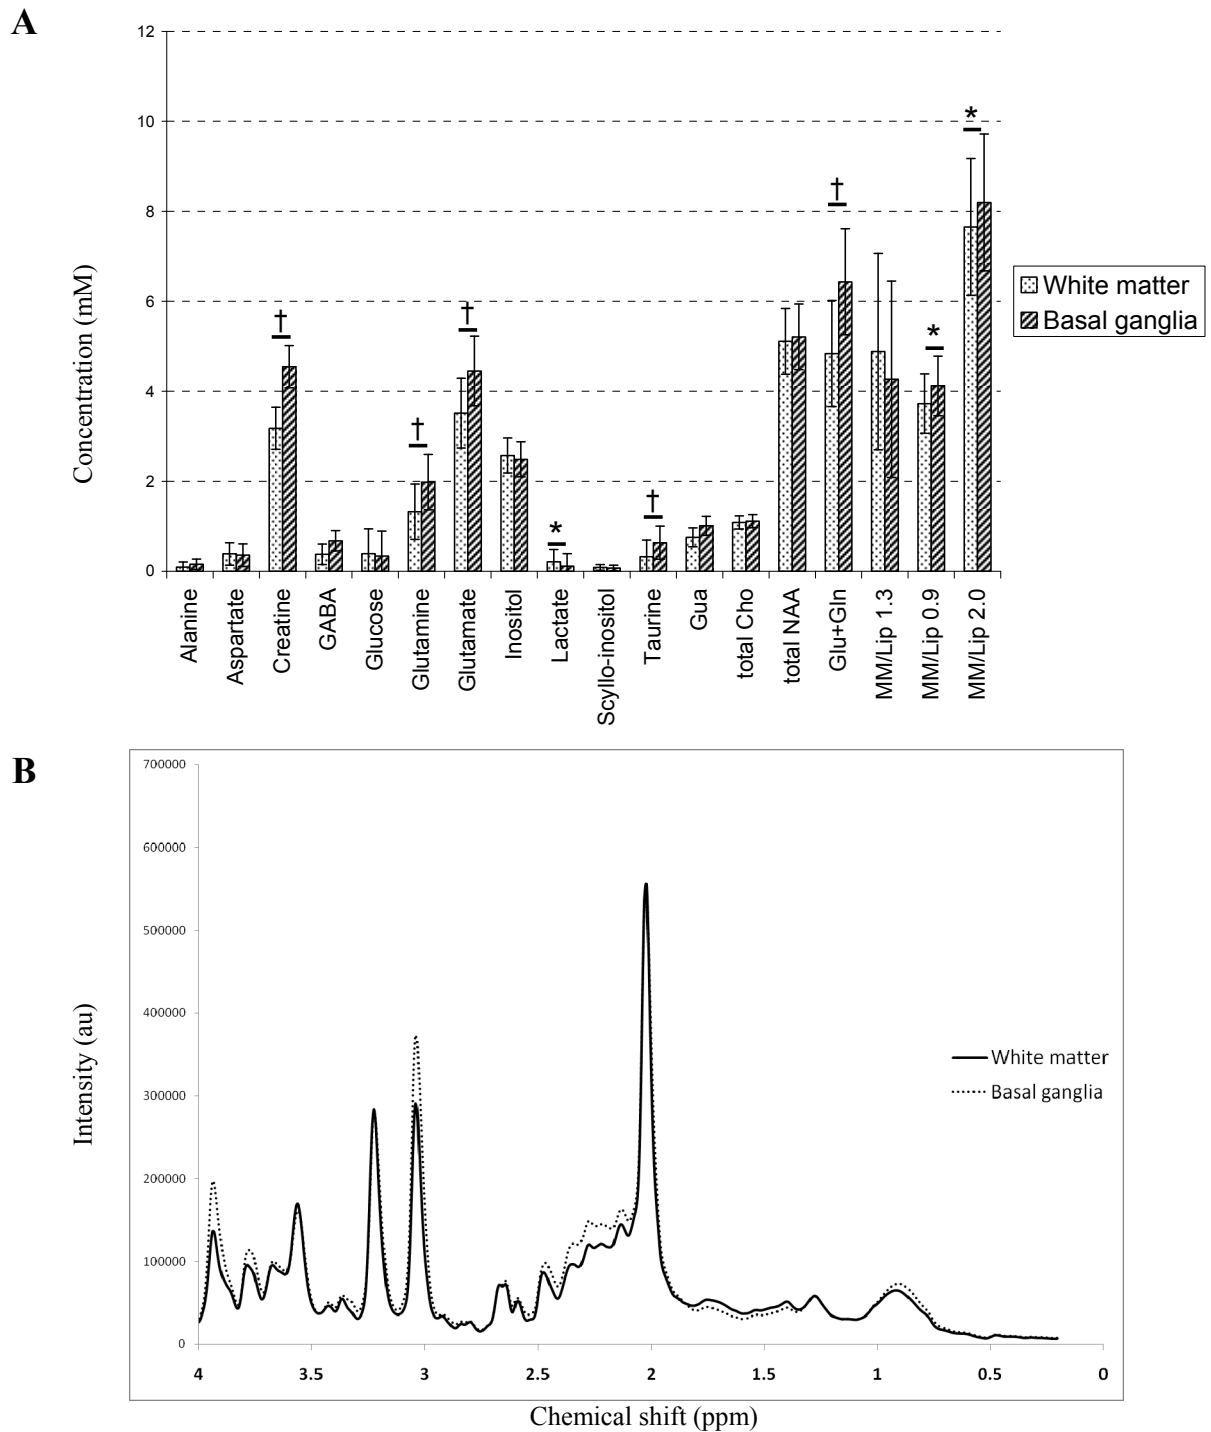 A
12
10
8
6
4
2
0
Concentration (mM)
†
†
†
*
†
†
*
*
White matter
Basal ganglia
Alanine
Aspartate
Creatine
GABA
Glucose
Glutamine
Glutamate
Inositol
Lactate
Scyllo-inositol
Taurine
Gua
total Cho
total NAA
Glu+Gln
MM/Lip 1.3
MM/Lip 0.9
MM/Lip 2.0
B
700000
600000
500000
400000
300000
200000
100000
0
Intensity (au)
White matter
Basal ganglia
4 3.5 3 2.5 2 1.5 1 0.5 0
Chemical shift (ppm)